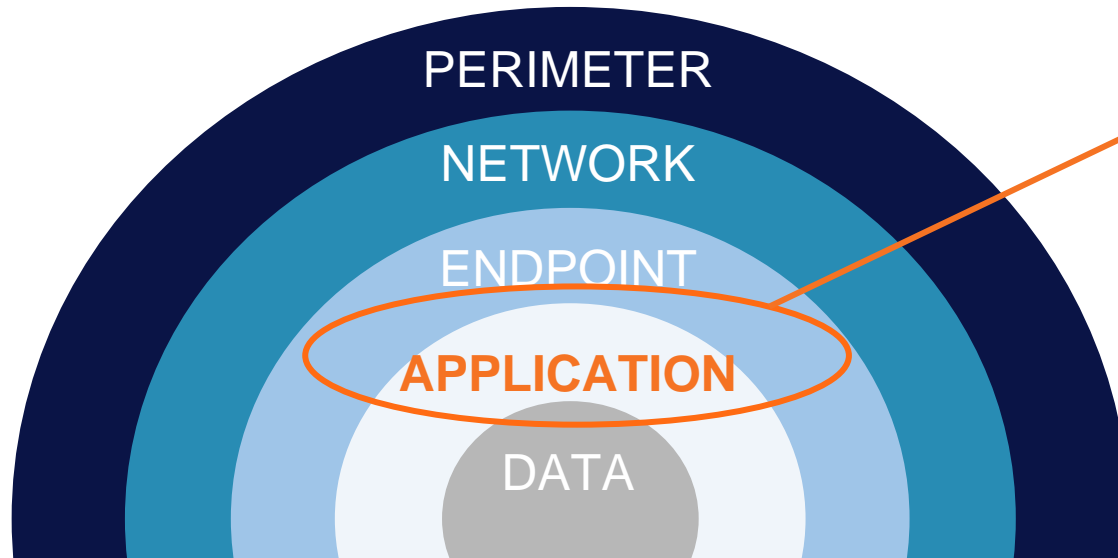 PERIMETER
NETWORK
ENDPOINT
APPLICATION
DATA